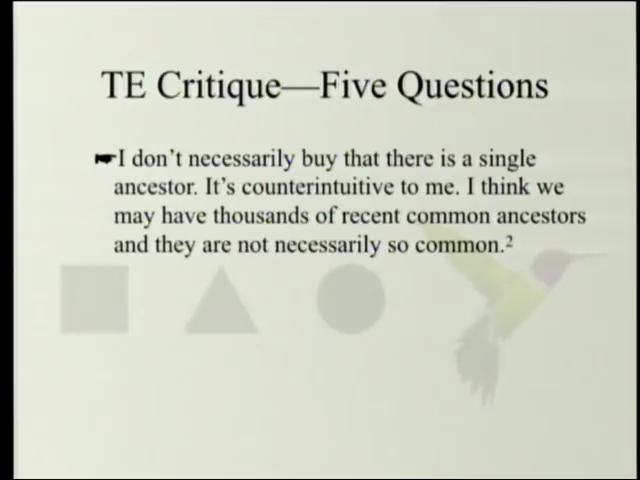 TE Critique—Five Questions
I don't necessarily buy that there is a single
ancestor. It's counterintuitive to me. I think we
may have thousands of recent common ancestors
and they are not necessarily so common.²